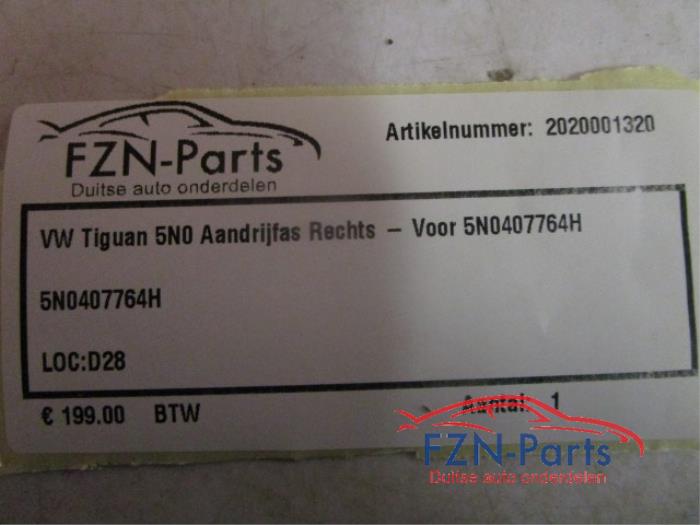 FZN-Parts
Duitse auto onderdelen
Artikelnummer: 2020001320
VW Tiguan 5N0 Aandrijfas Rechts – Voor 5N0407764H
5N0407764H
LOC:D28
€ 199.00 BTW
Aantal: 1
FZN-Parts
Duitse auto onderdelen